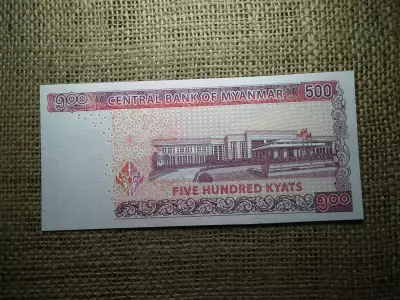 ၅၀၀ CENTRAL BANK OF MYANMAR 500
FIVE HUNDRED KYATS
၅၀၀